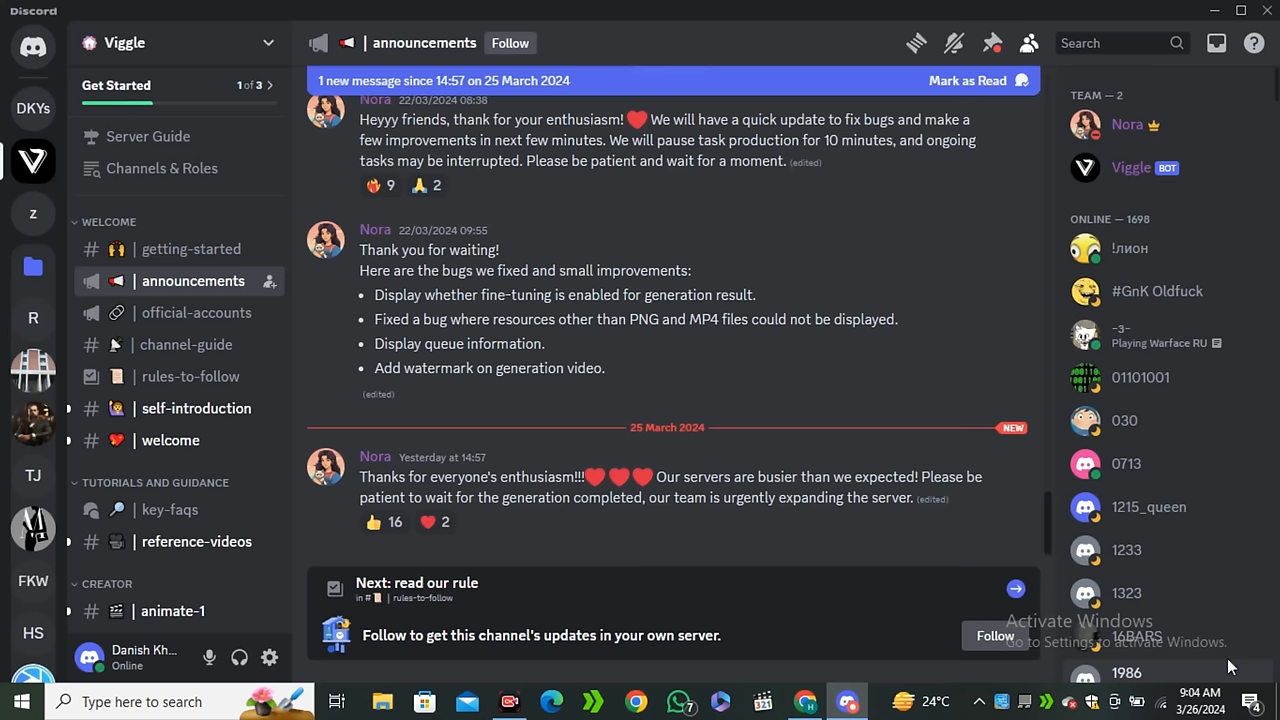 Discord
DKYs
z
R
TJ
FKW
HS
Viggle
Get Started
1 of 3
Server Guide
Channels & Roles
WELCOME
# | getting-started
| announcements
| official-accounts
# | channel-guide
| rules-to-follow
# | self-introduction
# | welcome
TUTORIALS AND GUIDANCE
| key-faqs
# | reference-videos
CREATOR
# | animate-1
Danish Kh...
Online
| announcements
Follow
Search
1 new message since 14:57 on 25 March 2024
Mark as Read
Nora 22/03/2024 08:38
Heyyy friends, thank for your enthusiasm! ❤️ We will have a quick update to fix bugs and make a
few improvements in next few minutes. We will pause task production for 10 minutes, and ongoing
tasks may be interrupted. Please be patient and wait for a moment. (edited)
🔥 9 🙏 2
Nora 22/03/2024 09:55
Thank you for waiting!
Here are the bugs we fixed and small improvements:
• Display whether fine-tuning is enabled for generation result.
• Fixed a bug where resources other than PNG and MP4 files could not be displayed.
• Display queue information.
• Add watermark on generation video.
(edited)
25 March 2024
NEW
Nora Yesterday at 14:57
Thanks for everyone's enthusiasm!!!❤️❤️❤️ Our servers are busier than we expected! Please be
patient to wait for the generation completed, our team is urgently expanding the server. (edited)
👍 16 ❤️ 2
Next: read our rule
in # | rules-to-follow
Follow to get this channel's updates in your own server.
Follow
TEAM — 2
Nora
Viggle BOT
ONLINE — 1698
!лион
#GnK Oldfuck
-3-
Playing Warface RU
01101001
030
0713
1215_queen
1233
1323
16BARS
1986
Activate Windows
Go to Settings to activate Windows.
Type here to search
321
7
24°C
9:04 AM
3/26/2024
4